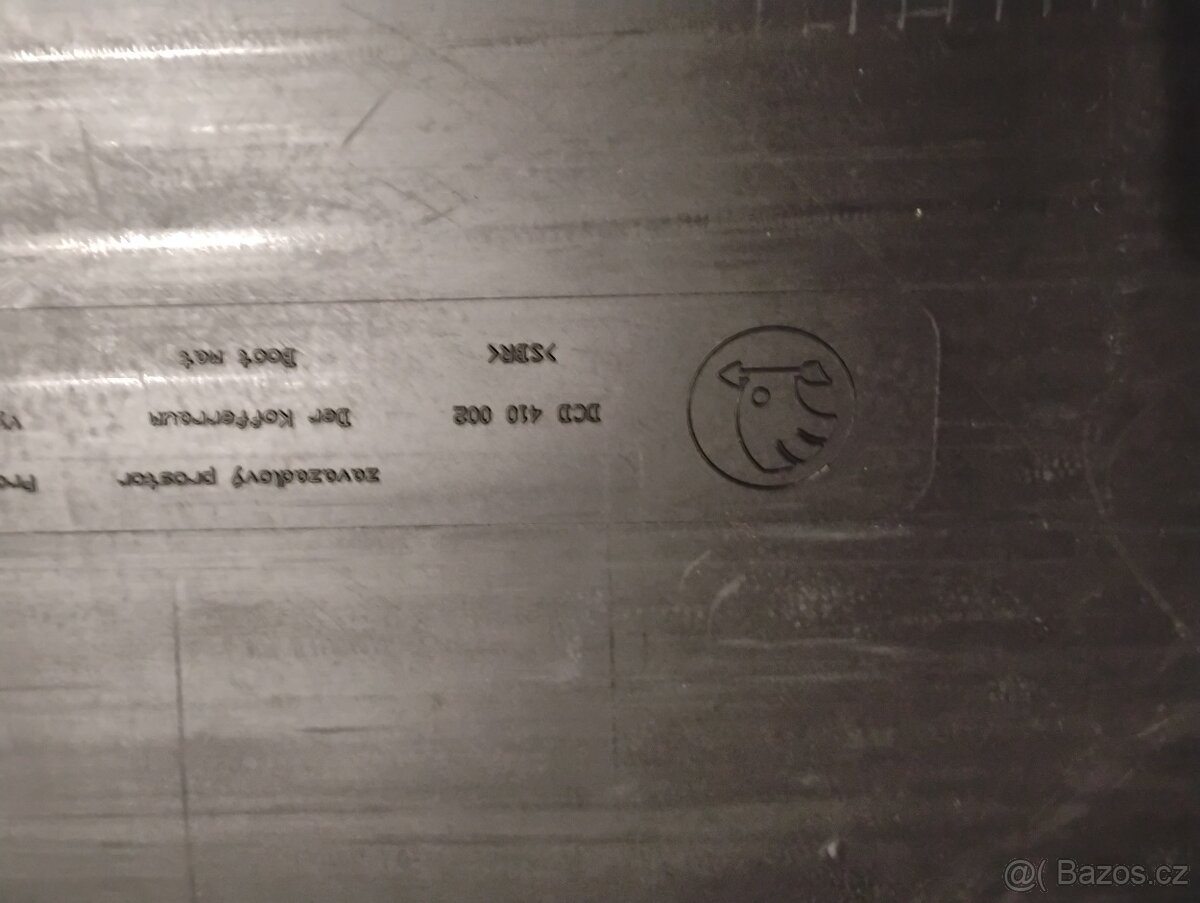 zavazadlový prostor
DCD 410 002 Der Kofferraum
>SBR< Boot mat
@( Bazos.cz